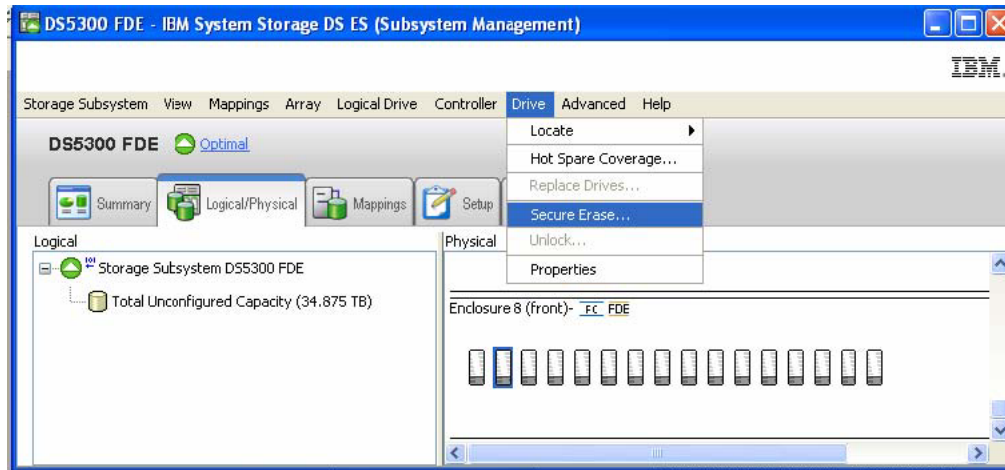 DS5300 FDE - IBM System Storage DS ES (Subsystem Management)
IBM.
Storage Subsystem View Mappings Array Logical Drive Controller Drive Advanced Help
Locate
Hot Spare Coverage...
Replace Drives...
Secure Erase...
Unlock...
Properties
DS5300 FDE Optimal
Summary Logical/Physical Mappings Setup
Logical Physical
Storage Subsystem DS5300 FDE
Total Unconfigured Capacity (34.875 TB)
Enclosure 8 (front)- FC FDE